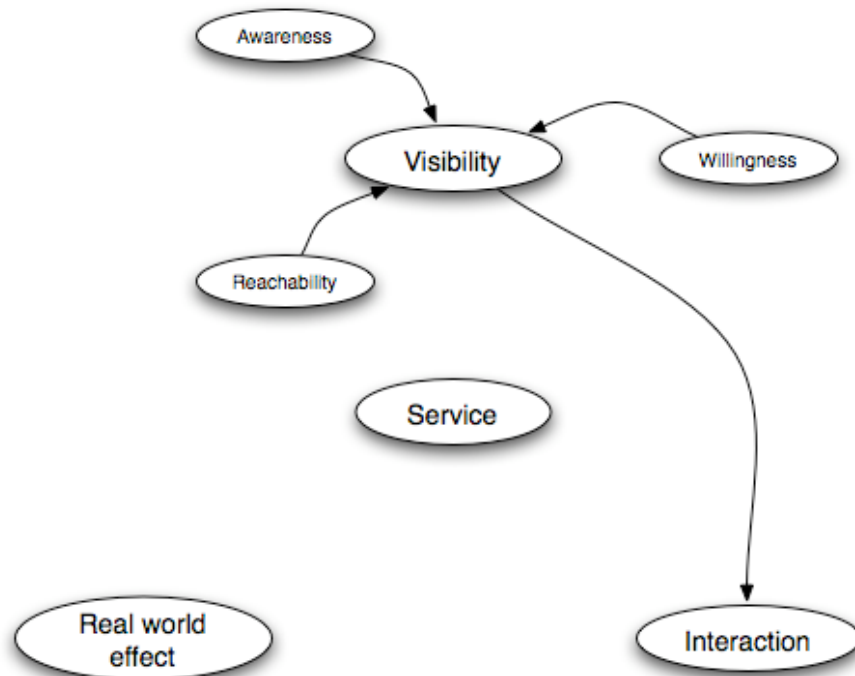 Awareness
Visibility
Willingness
Reachability
Service
Real world
effect
Interaction